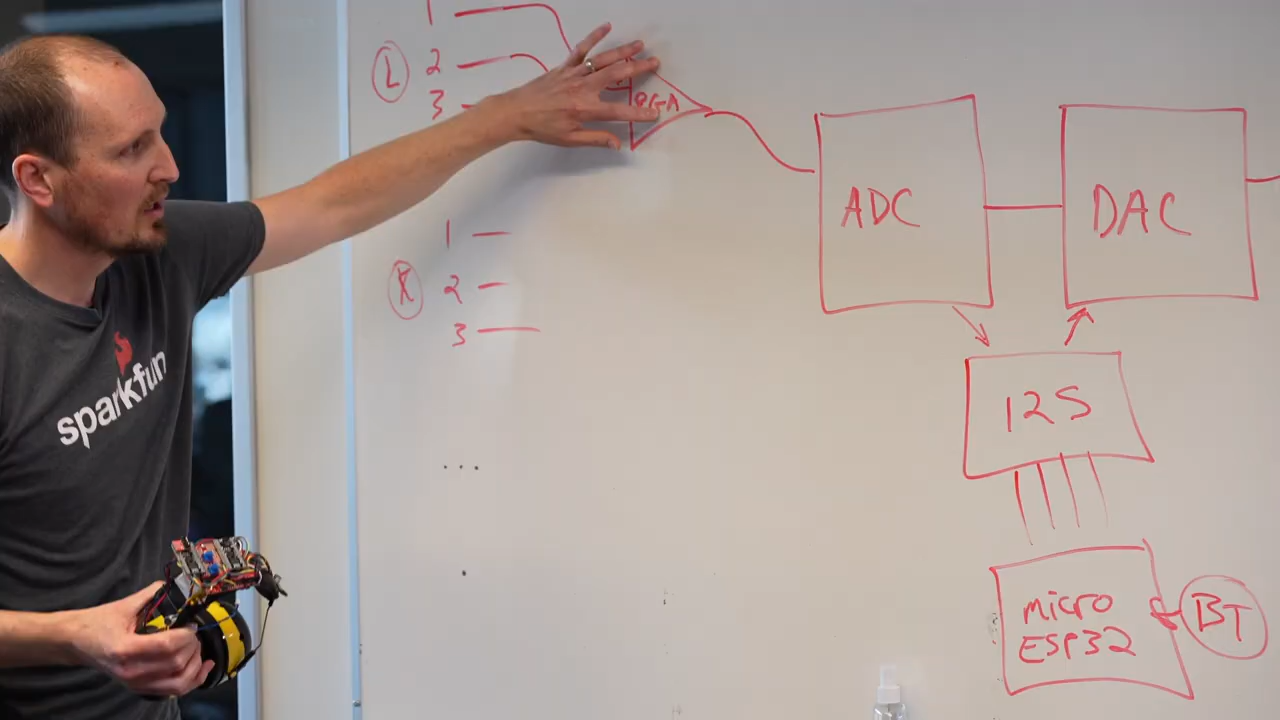 1
L 2
3
PGA
ADC
DAC
R 1
2
3
I2S
...
micro
ESP32
BT
sparkfun